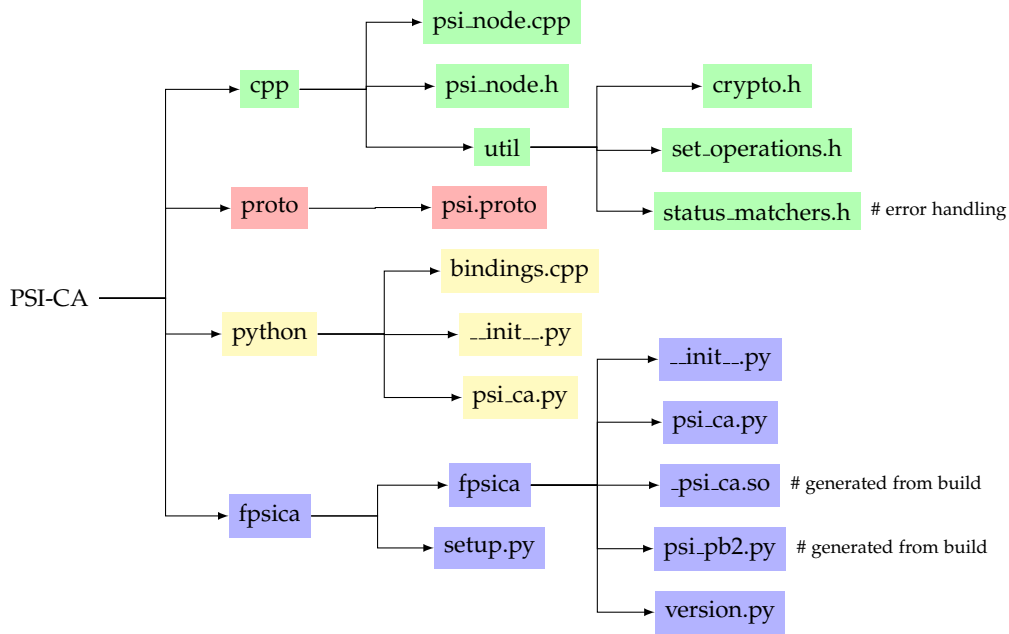 psi_node.cpp
cpp
psi_node.h
crypto.h
util
set_operations.h
proto
psi.proto
status_matchers.h # error handling
bindings.cpp
PSI-CA
python
__init__.py
__init__.py
psi_ca.py
psi_ca.py
fpsica
_psi_ca.so # generated from build
fpsica
setup.py
psi_pb2.py # generated from build
version.py